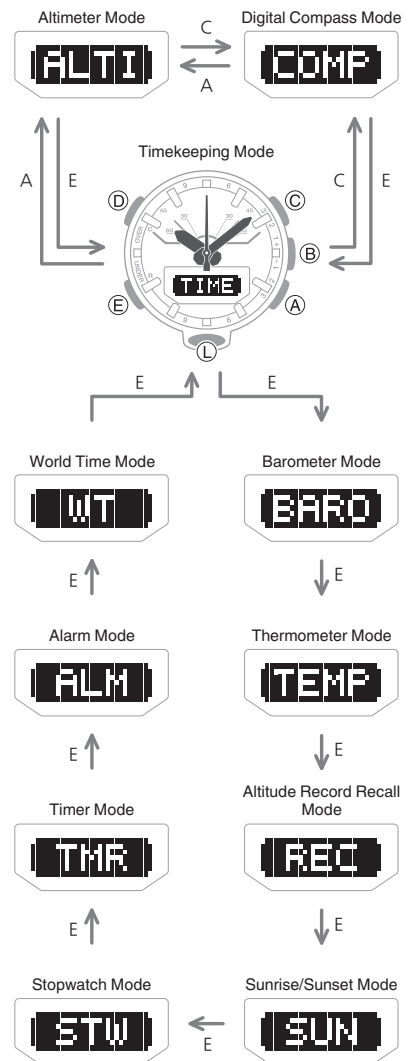 Altimeter Mode
Digital Compass Mode
ALTI
C
A
COMP
A
E
Timekeeping Mode
C
E
D
C
B
A
E
L
TIME
E
E
World Time Mode
Barometer Mode
WT
BARO
E
E
Alarm Mode
Thermometer Mode
ALM
TEMP
E
E
Timer Mode
Altitude Record Recall
Mode
TMR
REC
E
E
Stopwatch Mode
Sunrise/Sunset Mode
STW
E
SUN